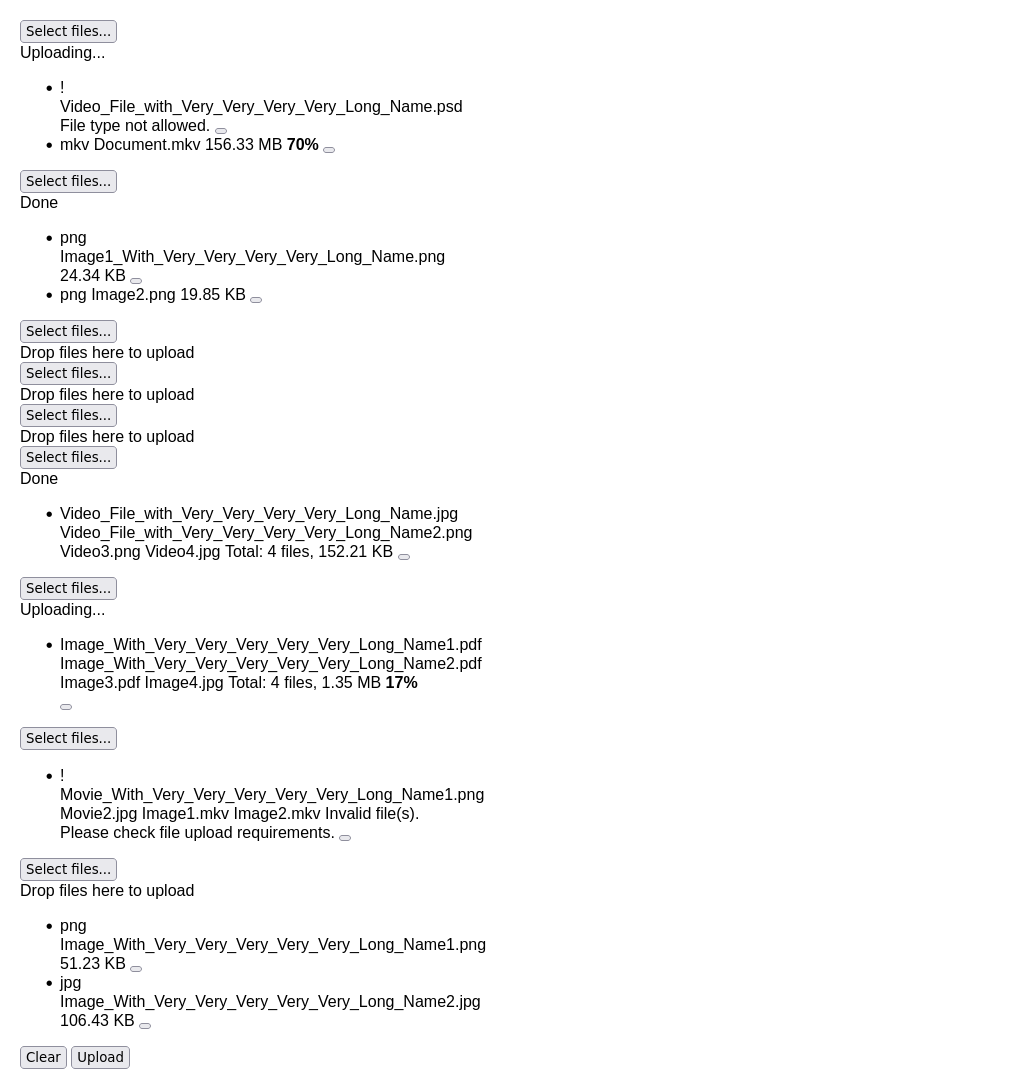 Select files...
Uploading...
!
Video_File_with_Very_Very_Very_Very_Long_Name.psd
File type not allowed.
mkv Document.mkv 156.33 MB 70%
Select files...
Done
png
Image1_With_Very_Very_Very_Very_Long_Name.png
24.34 KB
png Image2.png 19.85 KB
Select files...
Drop files here to upload
Select files...
Drop files here to upload
Select files...
Drop files here to upload
Select files...
Done
Video_File_with_Very_Very_Very_Very_Long_Name.jpg
Video_File_with_Very_Very_Very_Very_Long_Name2.png
Video3.png Video4.jpg Total: 4 files, 152.21 KB
Select files...
Uploading...
Image_With_Very_Very_Very_Very_Very_Long_Name1.pdf
Image_With_Very_Very_Very_Very_Very_Long_Name2.pdf
Image3.pdf Image4.jpg Total: 4 files, 1.35 MB 17%
Select files...
!
Movie_With_Very_Very_Very_Very_Very_Long_Name1.png
Movie2.jpg Image1.mkv Image2.mkv Invalid file(s).
Please check file upload requirements.
Select files...
Drop files here to upload
png
Image_With_Very_Very_Very_Very_Very_Long_Name1.png
51.23 KB
jpg
Image_With_Very_Very_Very_Very_Very_Long_Name2.jpg
106.43 KB
Clear Upload